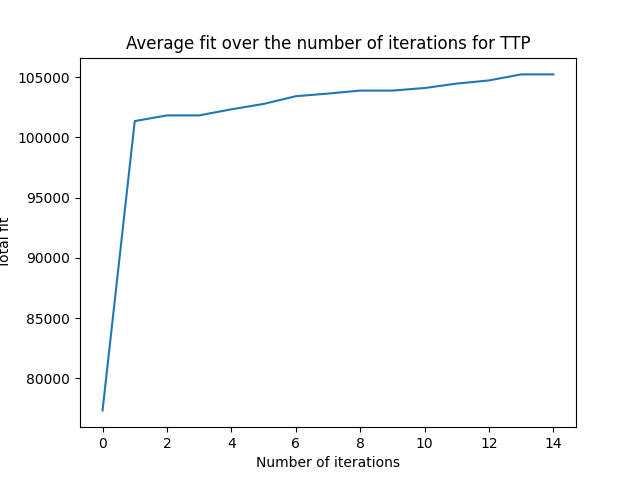 Average fit over the number of iterations for TTP
105000
100000
95000
90000
85000
80000
Total fit
0 2 4 6 8 10 12 14
Number of iterations